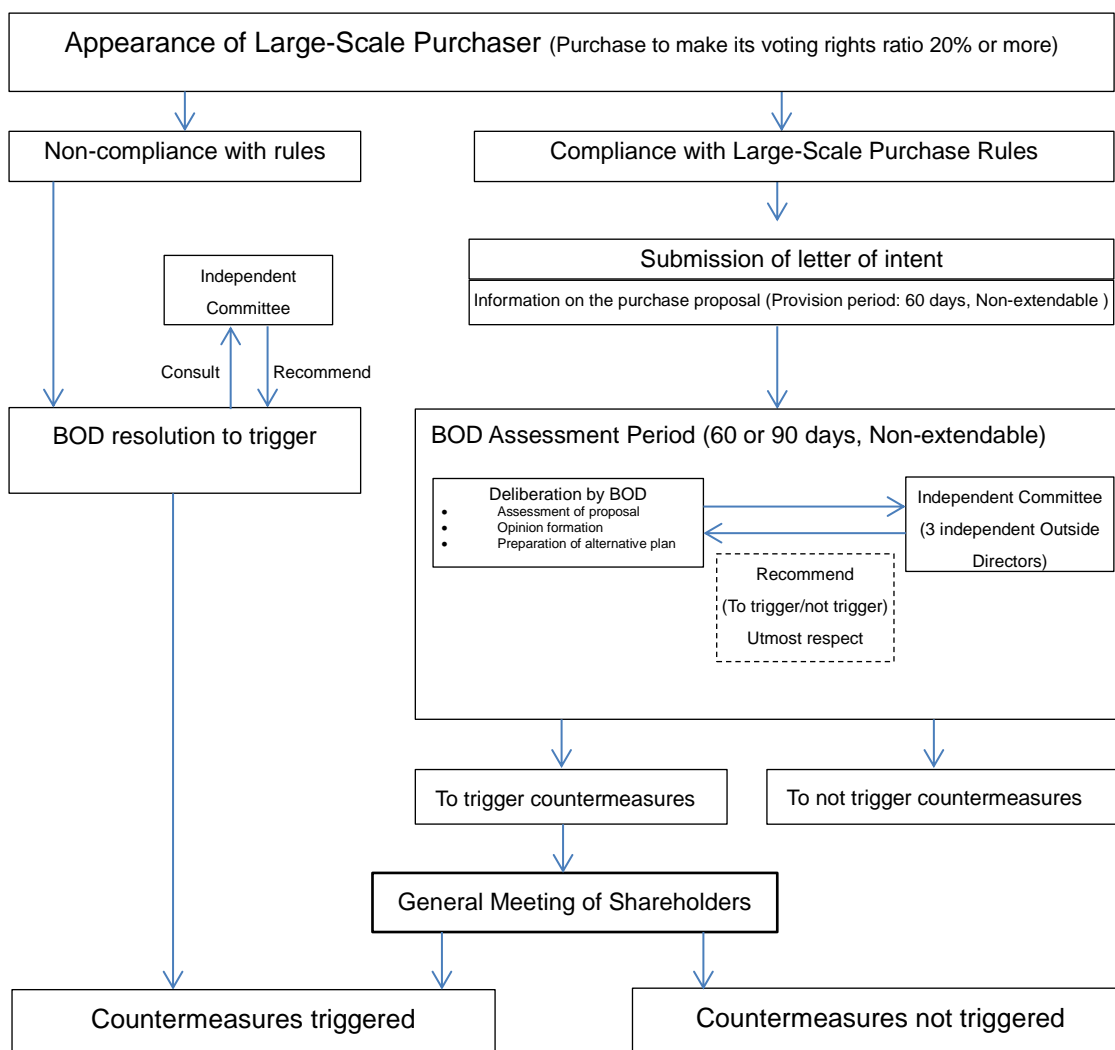 Appearance of Large-Scale Purchaser (Purchase to make its voting rights ratio 20% or more)
Non-compliance with rules
Compliance with Large-Scale Purchase Rules
Submission of letter of intent
Information on the purchase proposal (Provision period: 60 days, Non-extendable )
Independent
Committee
Consult
Recommend
BOD resolution to trigger
BOD Assessment Period (60 or 90 days, Non-extendable)
Deliberation by BOD
• Assessment of proposal
• Opinion formation
• Preparation of alternative plan
Independent Committee
(3 independent Outside
Directors)
Recommend
(To trigger/not trigger)
Utmost respect
To trigger countermeasures
To not trigger countermeasures
General Meeting of Shareholders
Countermeasures triggered
Countermeasures not triggered